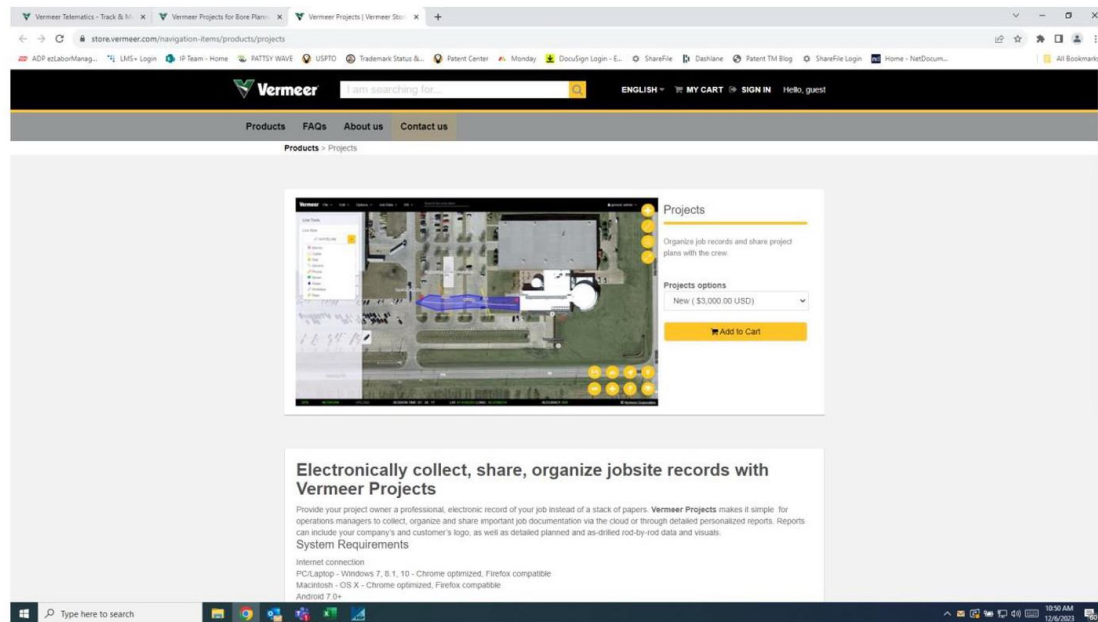 Vermeer Telematics - Track & M
Vermeer Projects for Bore Plann
Vermeer Projects | Vermeer Stor
store.vermeer.com/navigation-items/products/projects
ADP ezLaborManag...
LMS+ Login
IP Team - Home
PATTSY WAVE
USPTO
Trademark Status &...
Patent Center
Monday
DocuSign Login - E...
ShareFile
Dashlane
Patent TM Blog
ShareFile Login
Home - NetDocum...
All Bookmarks
Vermeer
I am searching for...
ENGLISH
MY CART
SIGN IN
Hello, guest
Products FAQs About us Contact us
Products > Projects
Vermeer
Projects
Organize job records and share project
plans with the crew.
Projects options
New ( $3,000.00 USD)
Add to Cart
Electronically collect, share, organize jobsite records with
Vermeer Projects
Provide your project owner a professional, electronic record of your job instead of a stack of papers. Vermeer Projects makes it simple for
operations managers to collect, organize and share important job documentation via the cloud or through detailed personalized reports. Reports
can include your company's and customer's logo, as well as detailed planned and as-drilled rod-by-rod data and visuals.
System Requirements
Internet connection
PC/Laptop - Windows 7, 8.1, 10 - Chrome optimized, Firefox compatible
Macintosh - OS X - Chrome optimized, Firefox compatible
Android 7.0+
Type here to search
10:50 AM
12/6/2023